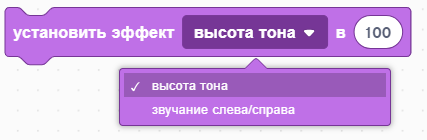 установить эффект высота тона в 100
✓ высота тона
звучание слева/справа